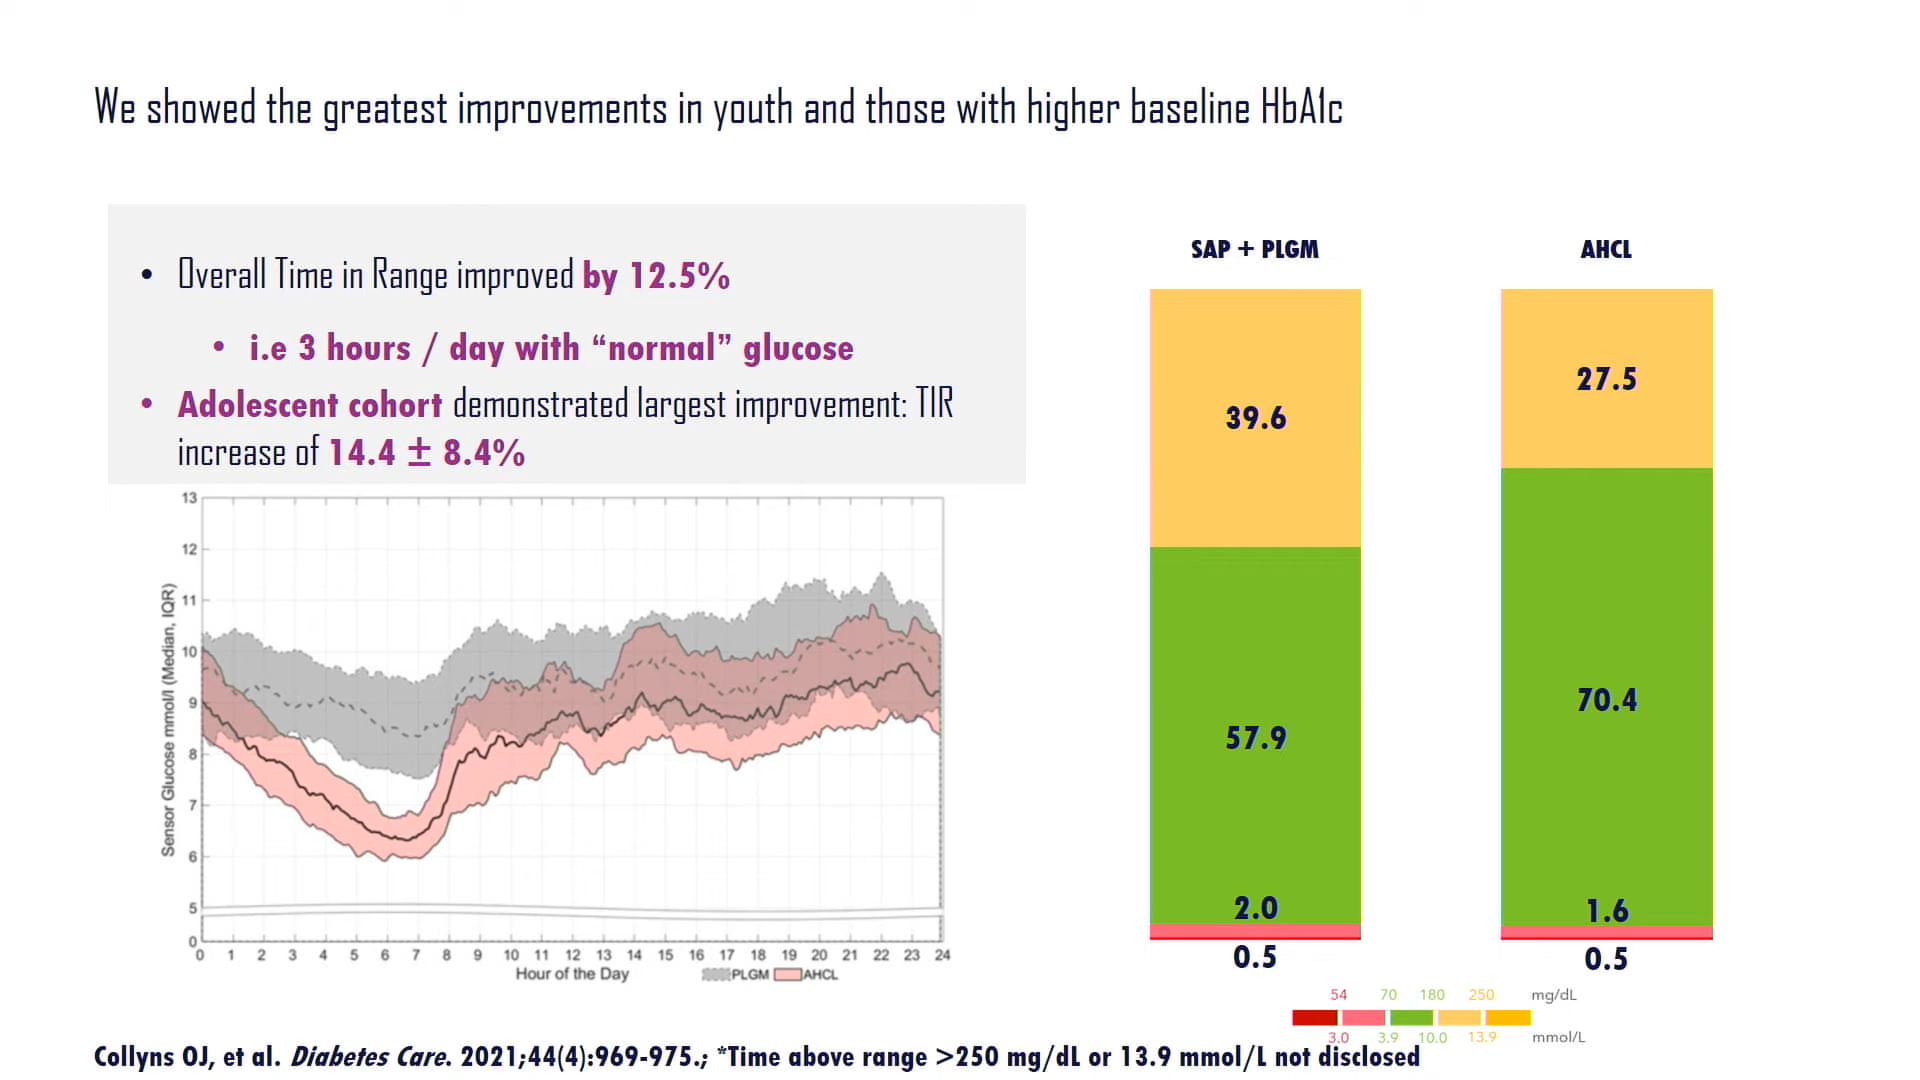 We showed the greatest improvements in youth and those with higher baseline HbA1c
• Overall Time in Range improved by 12.5%
• i.e 3 hours / day with “normal” glucose
• Adolescent cohort demonstrated largest improvement: TIR
increase of 14.4 ± 8.4%
Sensor Glucose mmol/l (Median, IQR)
13
12
11
10
9
8
7
6
5
0
0 1 2 3 4 5 6 7 8 9 10 11 12 13 14 15 16 17 18 19 20 21 22 23 24
Hour of the Day
PLGM AHCL
SAP + PLGM
39.6
57.9
2.0
0.5
AHCL
27.5
70.4
1.6
0.5
54 70 180 250 mg/dL
3.0 3.9 10.0 13.9 mmol/L
Collyns OJ, et al. Diabetes Care. 2021;44(4):969-975.; *Time above range >250 mg/dL or 13.9 mmol/L not disclosed